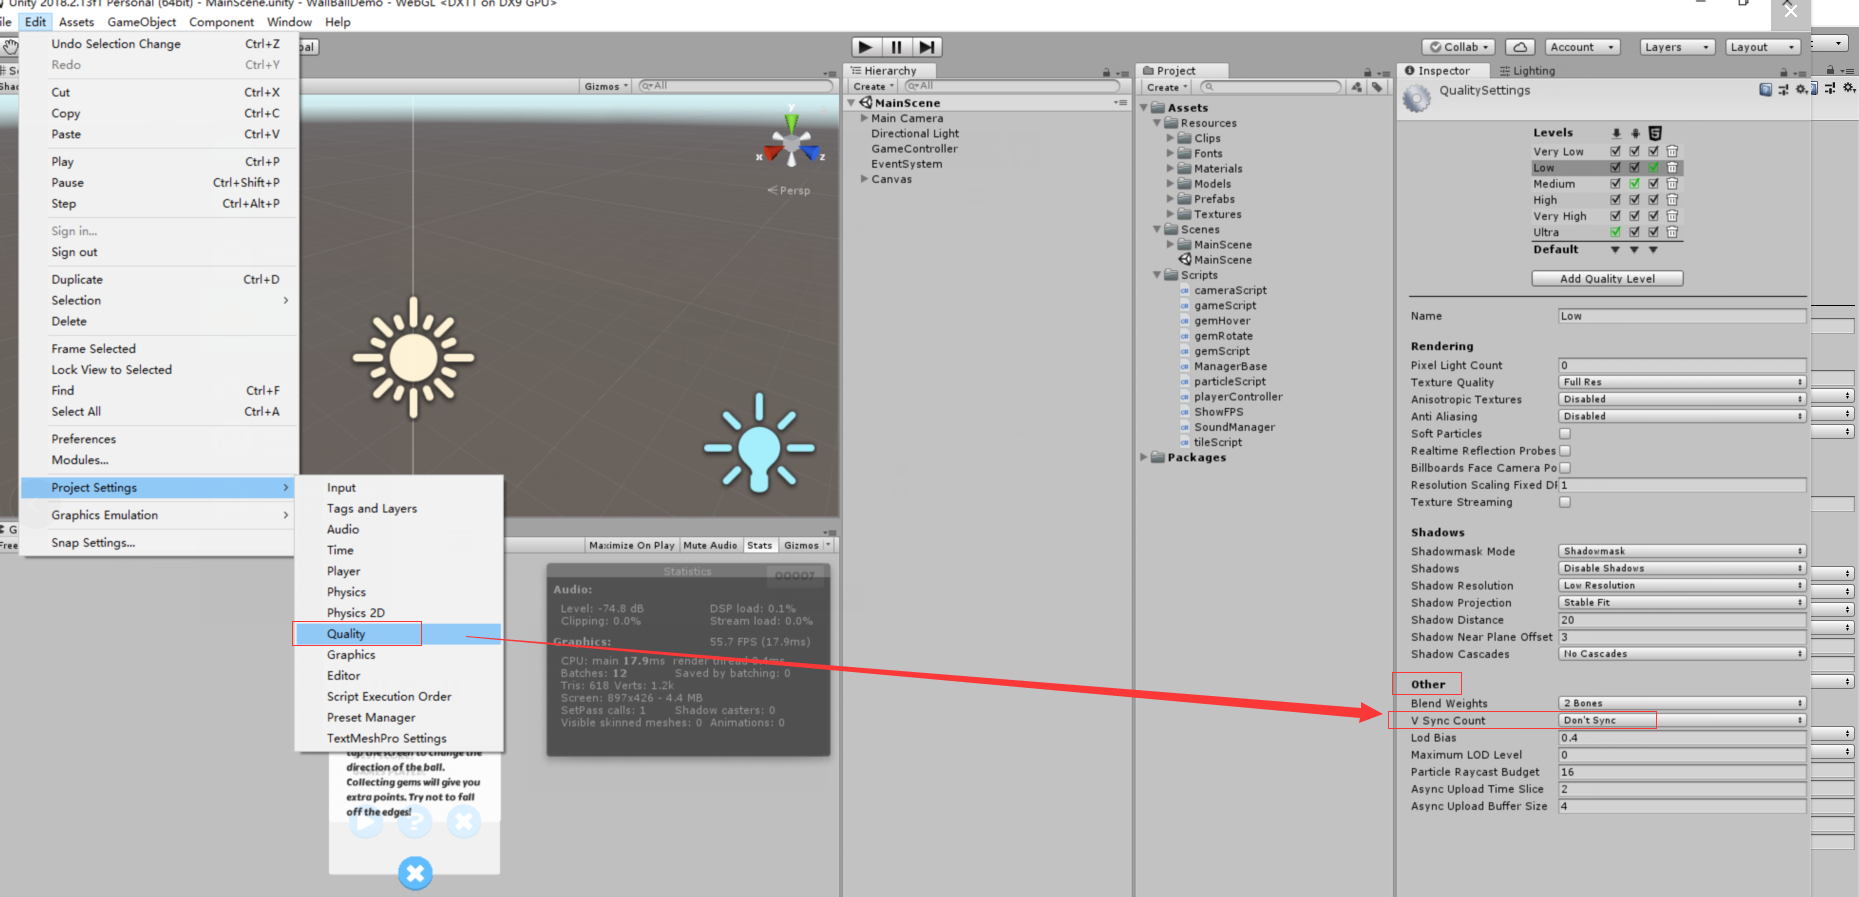 Unity 2018.2.13f1 Personal (64bit) - MainScene.unity - WallBallDemo - WebGL <DX11 on DX9 GPU>
Edit Assets GameObject Component Window Help
Undo Selection Change Ctrl+Z
Redo Ctrl+Y
Cut Ctrl+X
Copy Ctrl+C
Paste Ctrl+V
Play Ctrl+P
Pause Ctrl+Shift+P
Step Ctrl+Alt+P
Sign in...
Sign out
Duplicate Ctrl+D
Selection
Delete
Frame Selected
Lock View to Selected
Find Ctrl+F
Select All Ctrl+A
Preferences
Modules...
Project Settings
Graphics Emulation
Snap Settings...
Input
Tags and Layers
Audio
Time
Player
Physics
Physics 2D
Quality
Graphics
Editor
Script Execution Order
Preset Manager
TextMeshPro Settings
Gizmos All
y
x z
Persp
Maximize On Play Mute Audio Stats Gizmos
Statistics
00007
Audio:
Level: -74.8 dB DSP load: 0.1%
Clipping: 0.0% Stream load: 0.0%
Graphics: 55.7 FPS (17.9ms)
CPU: main 17.9ms render thread 0.4ms
Batches: 12 Saved by batching: 0
Tris: 618 Verts: 1.2k
Screen: 897x426 - 4.4 MB
SetPass calls: 1 Shadow casters: 0
Visible skinned meshes: 0 Animations: 0
tap the screen to change the
direction of the ball.
Collecting gems will give you
extra points. Try not to fall
off the edges!
Collab Account Layers Layout
Hierarchy
Create All
MainScene
Main Camera
Directional Light
GameController
EventSystem
Canvas
Project
Create
Assets
Resources
Clips
Fonts
Materials
Models
Prefabs
Textures
Scenes
MainScene
MainScene
Scripts
cameraScript
gameScript
gemHover
gemRotate
gemScript
ManagerBase
particleScript
playerController
ShowFPS
SoundManager
tileScript
Packages
Inspector Lighting
QualitySettings
Levels
Very Low
Low
Medium
High
Very High
Ultra
Default
Add Quality Level
Name Low
Rendering
Pixel Light Count 0
Texture Quality Full Res
Anisotropic Textures Disabled
Anti Aliasing Disabled
Soft Particles
Realtime Reflection Probes
Billboards Face Camera Po
Resolution Scaling Fixed DP 1
Texture Streaming
Shadows
Shadowmask Mode Shadowmask
Shadows Disable Shadows
Shadow Resolution Low Resolution
Shadow Projection Stable Fit
Shadow Distance 20
Shadow Near Plane Offset 3
Shadow Cascades No Cascades
Other
Blend Weights 2 Bones
V Sync Count Don't Sync
Lod Bias 0.4
Maximum LOD Level 0
Particle Raycast Budget 16
Async Upload Time Slice 2
Async Upload Buffer Size 4